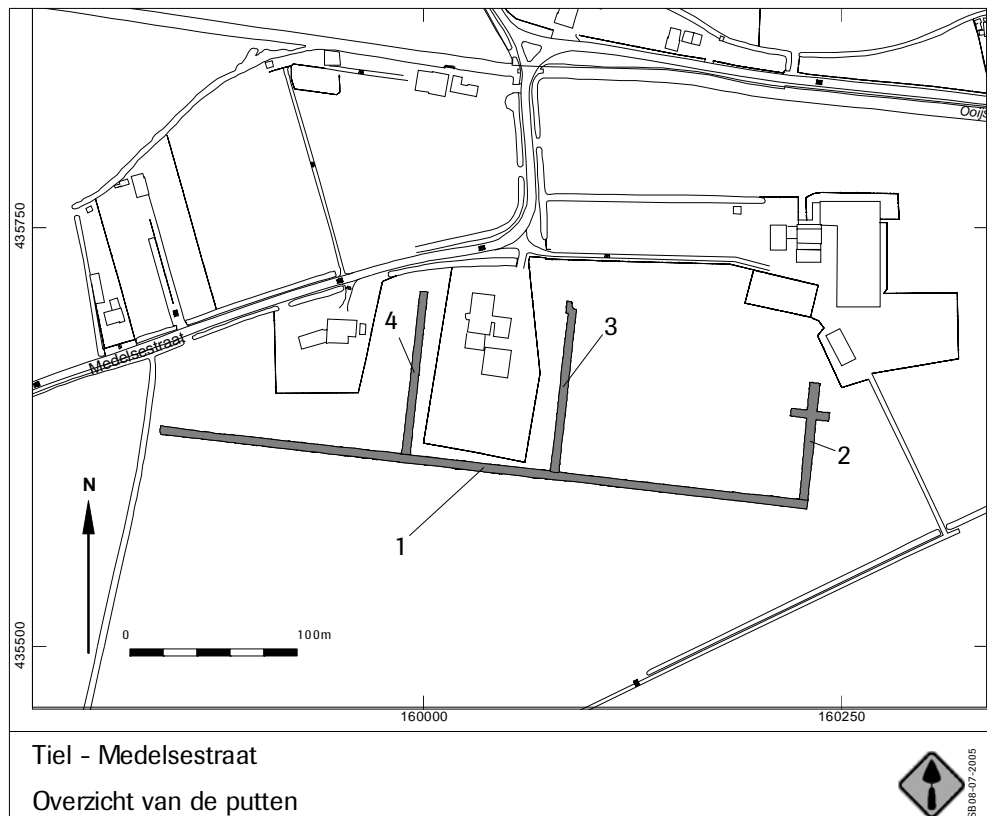 Ooijs
435750
Medelsestraat
4
3
2
1
N
0 100m
435500
160000 160250
Tiel - Medelsestraat
Overzicht van de putten
SB08-07-2005